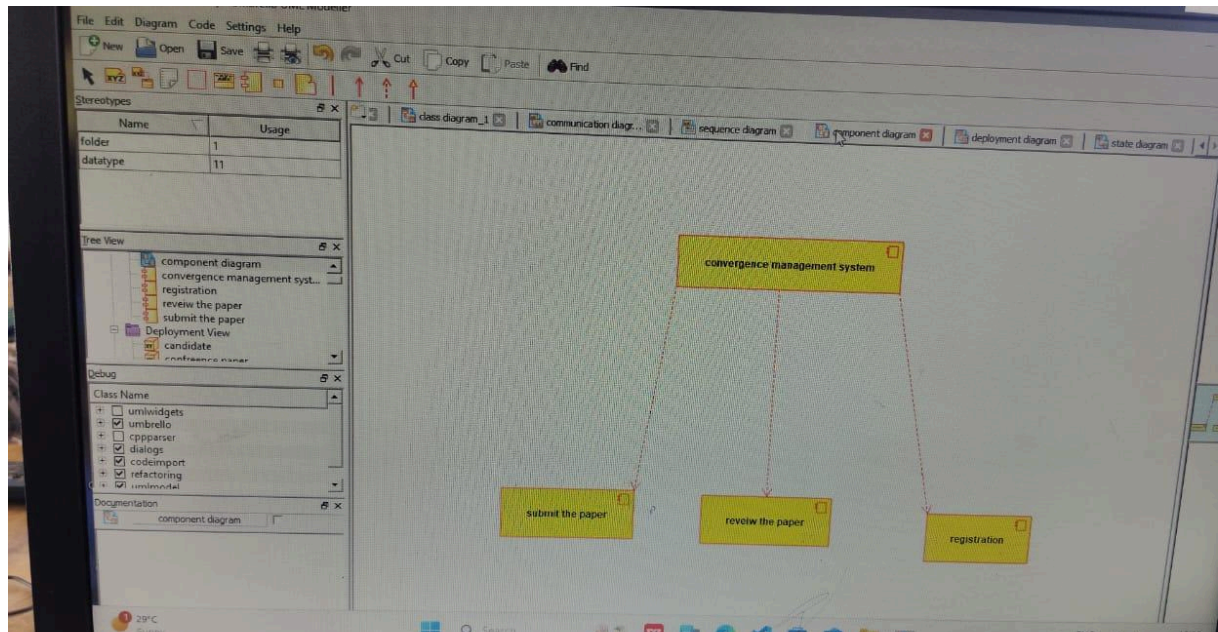 File Edit Diagram Code Settings Help
New Open Save Cut Copy Paste Find
Stereotypes
Name Usage
folder 1
datatype 11
class diagram_1 communication diagr... sequence diagram component diagram deployment diagram state diagram
Tree View
component diagram
convergence management syst...
registration
reveiw the paper
submit the paper
Deployment View
candidate
Debug
Class Name
umlwidgets
umbrello
cppparser
dialogs
codeimport
refactoring
umlmodel
Documentation
component diagram
convergence management system
submit the paper
reveiw the paper
registration
29°C
Search